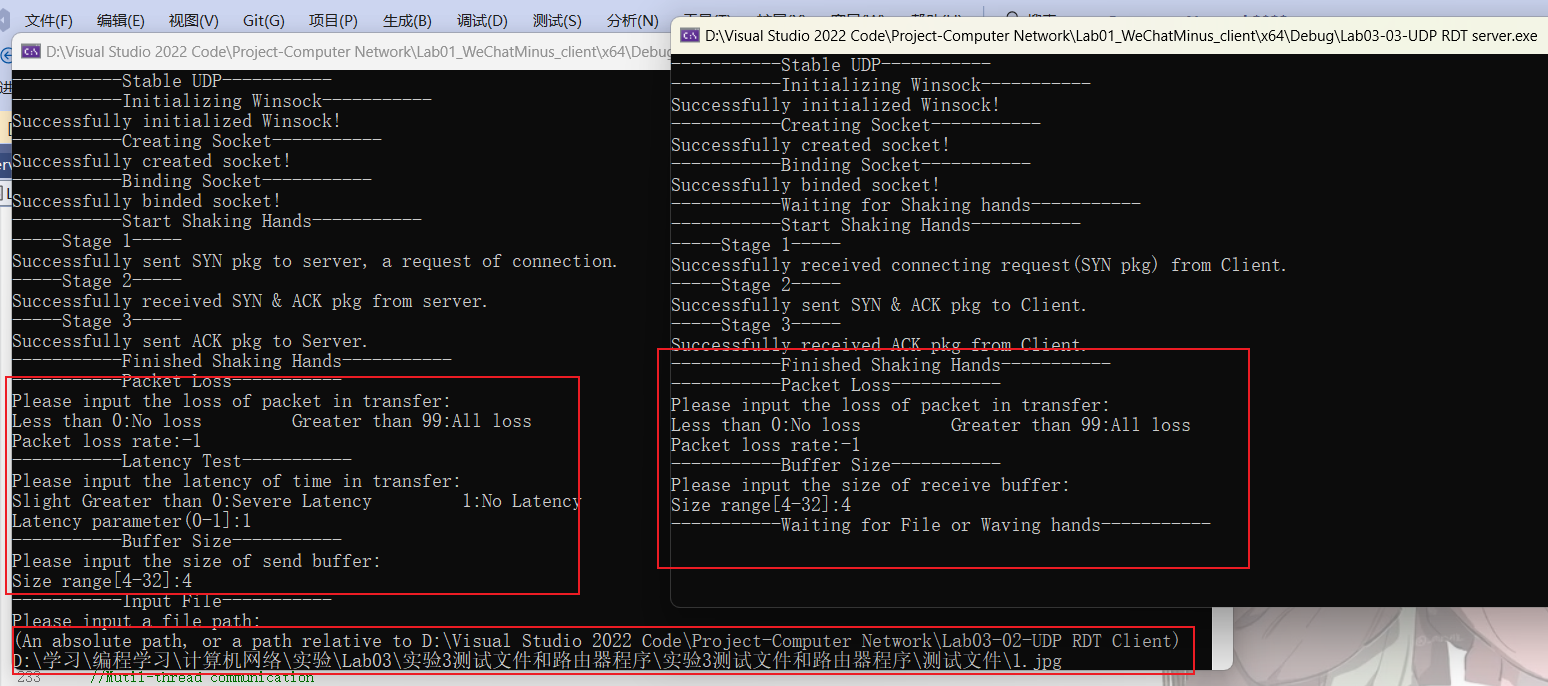 文件(F) 编辑(E) 视图(V) Git(G) 项目(P) 生成(B) 调试(D) 测试(S) 分析(N)
D:\Visual Studio 2022 Code\Project-Computer Network\Lab01_WeChatMinus_client\x64\Debug
-----------Stable UDP-----------
-----------Initializing Winsock-----------
Successfully initialized Winsock!
-----------Creating Socket-----------
Successfully created socket!
-----------Binding Socket-----------
Successfully binded socket!
-----------Start Shaking Hands-----------
-----Stage 1-----
Successfully sent SYN pkg to server, a request of connection.
-----Stage 2-----
Successfully received SYN & ACK pkg from server.
-----Stage 3-----
Successfully sent ACK pkg to Server.
-----------Finished Shaking Hands-----------
-----------Packet Loss-----------
Please input the loss of packet in transfer:
Less than 0:No loss         Greater than 99:All loss
Packet loss rate:-1
-----------Latency Test-----------
Please input the latency of time in transfer:
Slight Greater than 0:Severe Latency         1:No Latency
Latency parameter(0-1]:1
-----------Buffer Size-----------
Please input the size of send buffer:
Size range[4-32]:4
-----------Input File-----------
Please input a file path:
(An absolute path, or a path relative to D:\Visual Studio 2022 Code\Project-Computer Network\Lab03-02-UDP RDT Client)
D:\学习\编程学习\计算机网络\实验\Lab03\实验3测试文件和路由器程序\实验3测试文件和路由器程序\测试文件\1.jpg
233 //Mutil-thread communication
D:\Visual Studio 2022 Code\Project-Computer Network\Lab01_WeChatMinus_client\x64\Debug\Lab03-03-UDP RDT server.exe
-----------Stable UDP-----------
-----------Initializing Winsock-----------
Successfully initialized Winsock!
-----------Creating Socket-----------
Successfully created socket!
-----------Binding Socket-----------
Successfully binded socket!
-----------Waiting for Shaking hands-----------
-----------Start Shaking Hands-----------
-----Stage 1-----
Successfully received connecting request(SYN pkg) from Client.
-----Stage 2-----
Successfully sent SYN & ACK pkg to Client.
-----Stage 3-----
Successfully received ACK pkg from Client.
-----------Finished Shaking Hands-----------
-----------Packet Loss-----------
Please input the loss of packet in transfer:
Less than 0:No loss         Greater than 99:All loss
Packet loss rate:-1
-----------Buffer Size-----------
Please input the size of receive buffer:
Size range[4-32]:4
-----------Waiting for File or Waving hands-----------